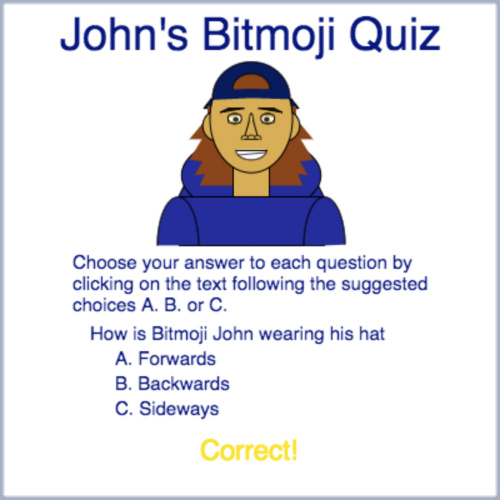 John's Bitmoji Quiz
Choose your answer to each question by
clicking on the text following the suggested
choices A. B. or C.
How is Bitmoji John wearing his hat
A. Forwards
B. Backwards
C. Sideways
Correct!